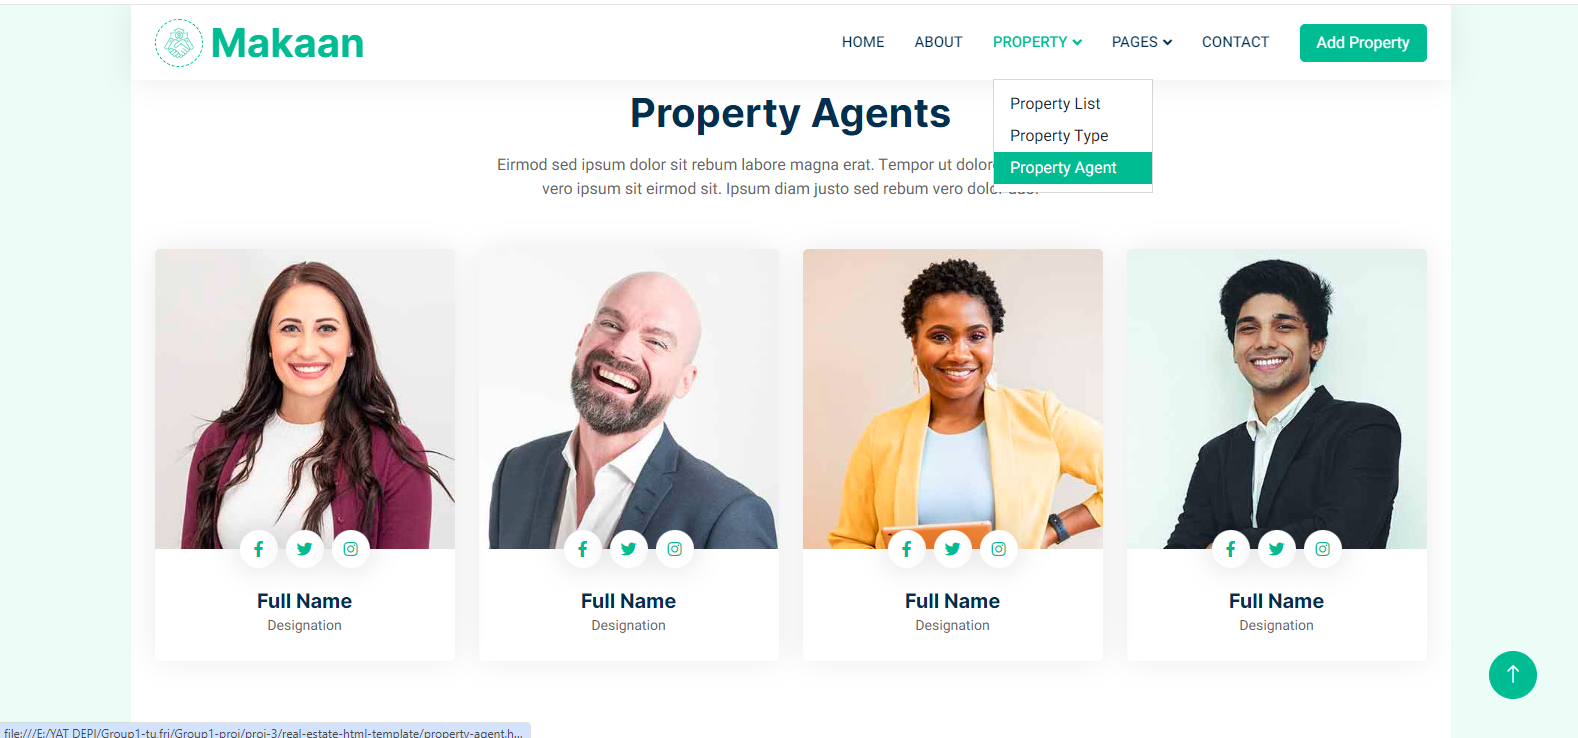 Makaan
HOME ABOUT PROPERTY PAGES CONTACT Add Property
Property List
Property Type
Property Agent
Property Agents
Eirmod sed ipsum dolor sit rebum labore magna erat. Tempor ut dolor
vero ipsum sit eirmod sit. Ipsum diam justo sed rebum vero dolor duo.
Full Name
Designation
Full Name
Designation
Full Name
Designation
Full Name
Designation
file:///E:/YAT DEPI/Group1-tu,fri/Group1-proj/proj-3/real-estate-html-template/property-agent.h...